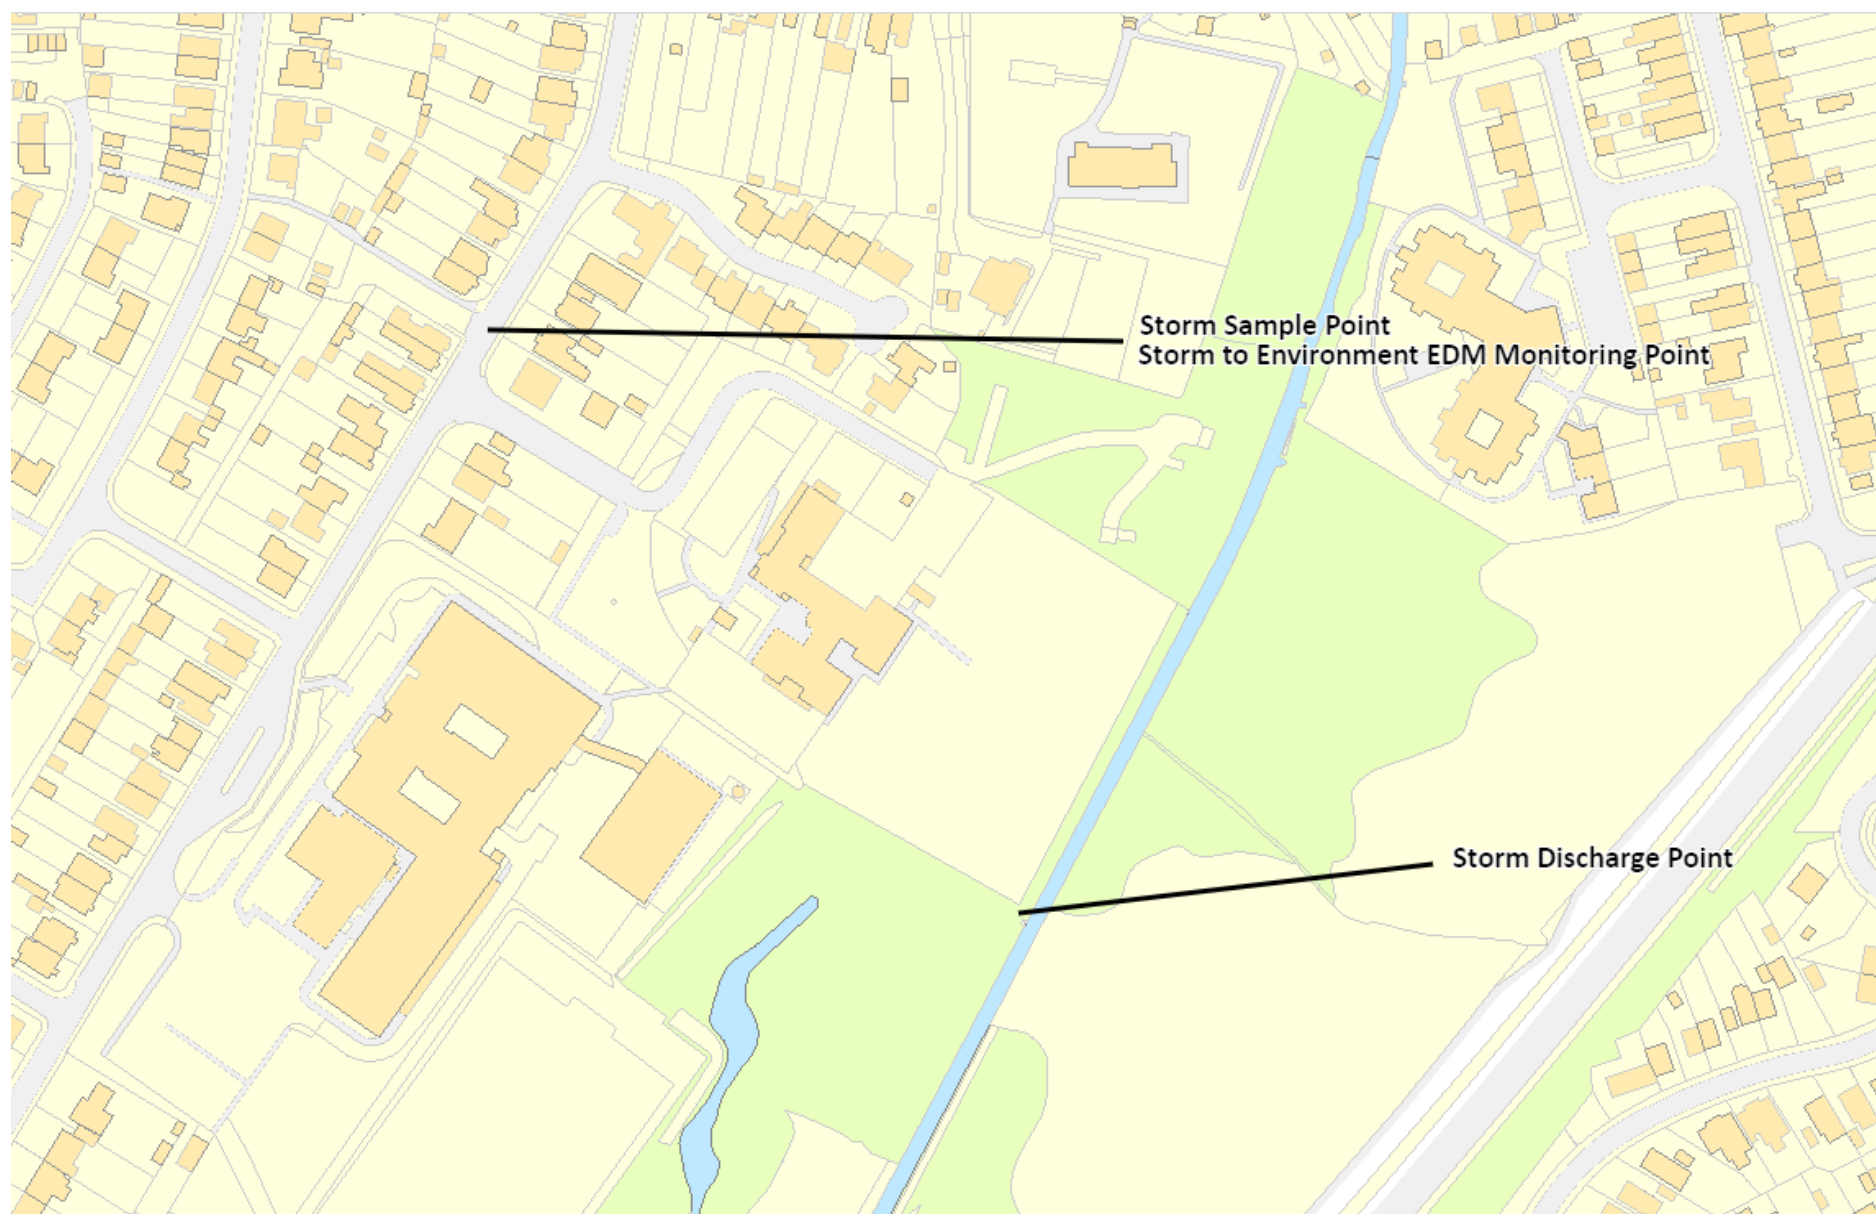 Storm Sample Point
Storm to Environment EDM Monitoring Point
Storm Discharge Point